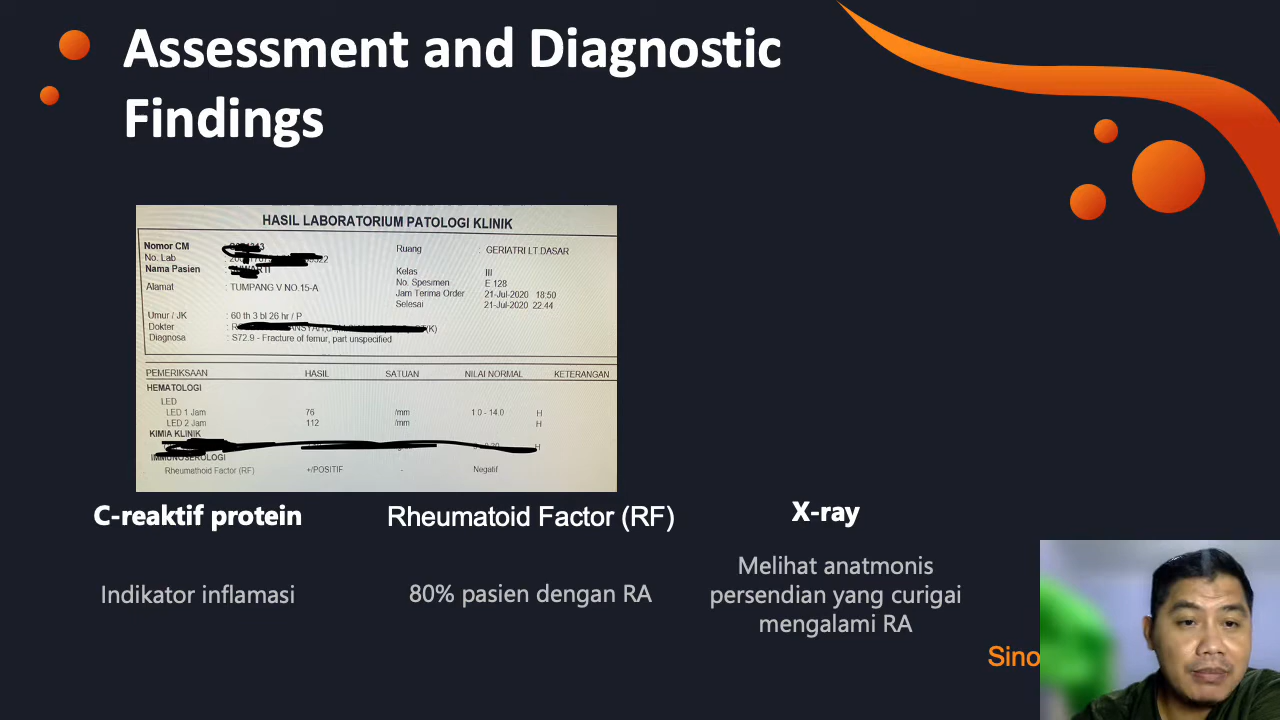 Assessment and Diagnostic
Findings
HASIL LABORATORIUM PATOLOGI KLINIK
Nomor CM
No. Lab
Nama Pasien
Alamat : TUMPANG V NO.15-A
Umur / JK : 60 th 3 bl 26 hr / P
Dokter
Diagnosa : S72.9 - Fracture of femur, part unspecified
Ruang : GERIATRI LT.DASAR
Kelas III
No. Spesimen E 128
Jam Terima Order 21-Jul-2020 18:50
Selesai 21-Jul-2020 22:44
PEMERIKSAAN HASIL SATUAN NILAI NORMAL KETERANGAN
HEMATOLOGI
LED
LED 1 Jam 76 /mm 1.0 - 14.0 H
LED 2 Jam 112 /mm H
KIMIA KLINIK
H
IMMUNOSEROLOGI
Rheumathoid Factor (RF) +/POSITIF - Negatif
C-reaktif protein
Indikator inflamasi
Rheumatoid Factor (RF)
80% pasien dengan RA
X-ray
Melihat anatmonis
persendian yang curigai
mengalami RA
Sino